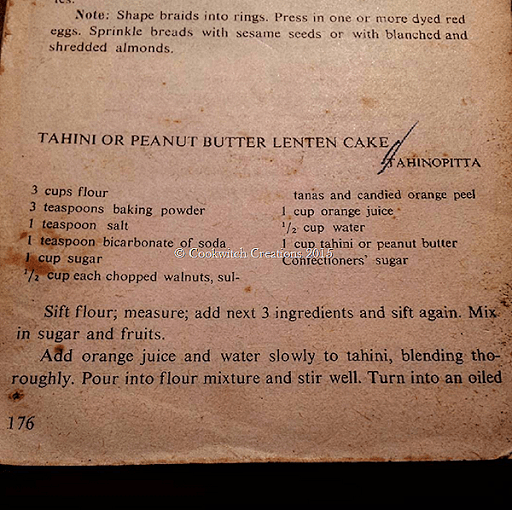 Note: Shape braids into rings. Press in one or more dyed red
eggs. Sprinkle breads with sesame seeds or with blanched and
shredded almonds.
TAHINI OR PEANUT BUTTER LENTEN CAKE
TAHINOPITTA
3 cups flour
3 teaspoons baking powder
1 teaspoon salt
1 teaspoon bicarbonate of soda
1 cup sugar
1/2 cup each chopped walnuts, sul-
tanas and candied orange peel
1 cup orange juice
1/2 cup water
1 cup tahini or peanut butter
Confectioners' sugar
© Cookwitch Creations 2015
Sift flour; measure; add next 3 ingredients and sift again. Mix
in sugar and fruits.
Add orange juice and water slowly to tahini, blending tho-
roughly. Pour into flour mixture and stir well. Turn into an oiled
176